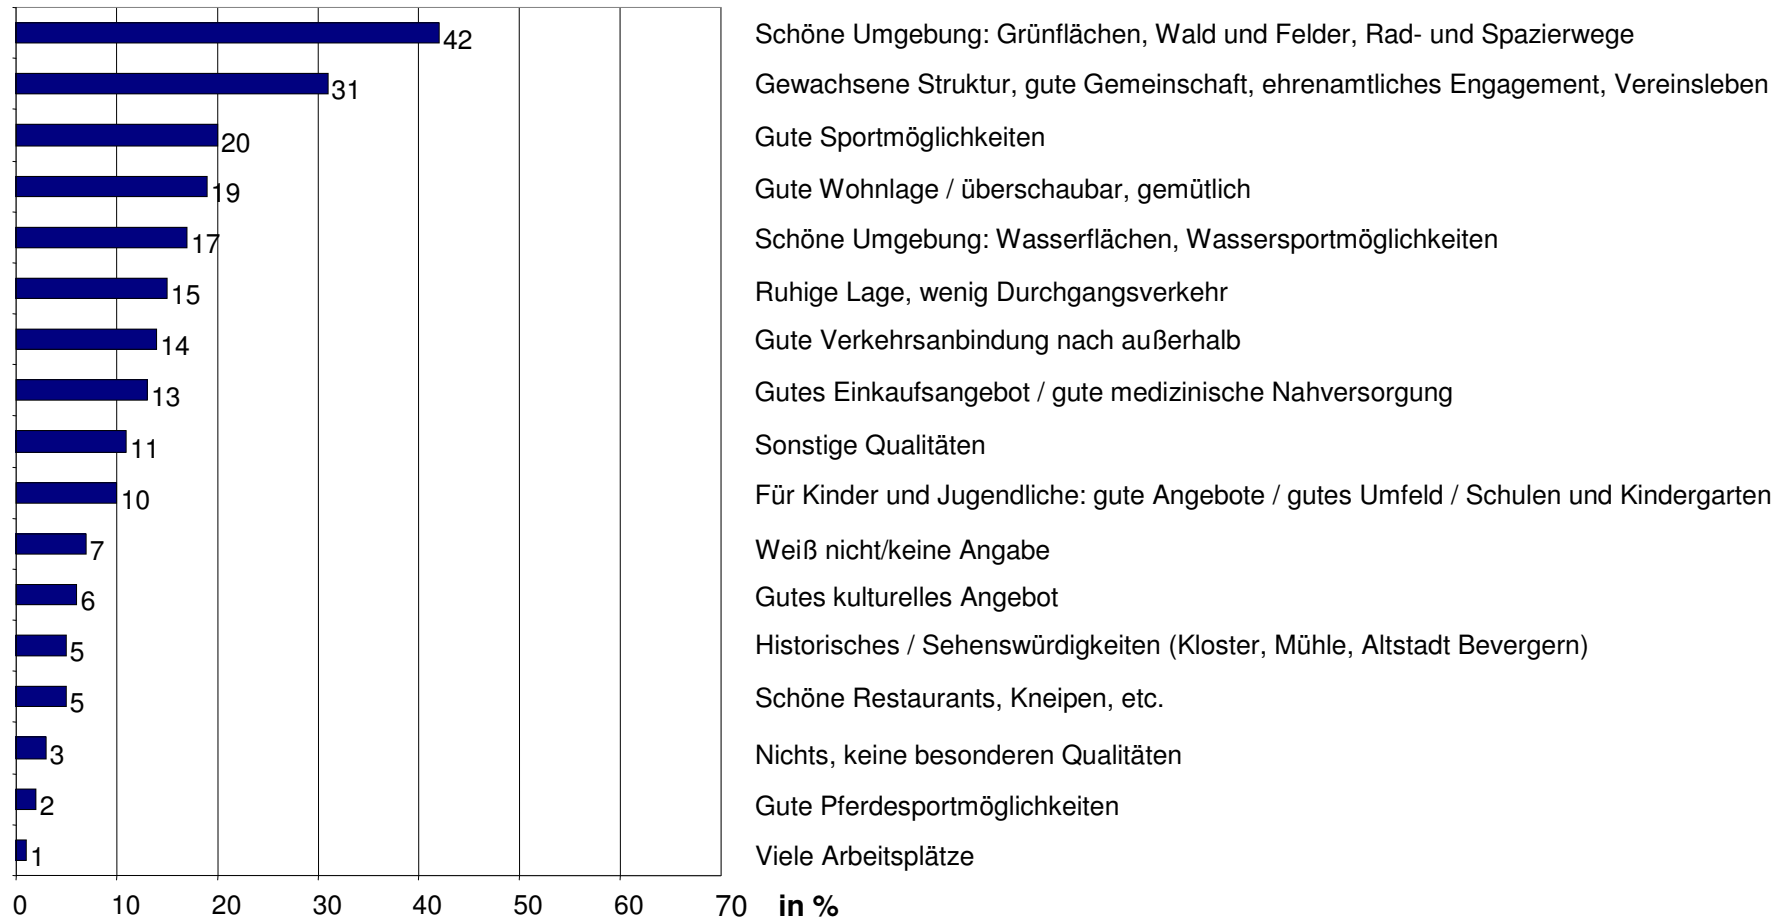 42 Schöne Umgebung: Grünflächen, Wald und Felder, Rad- und Spazierwege
31 Gewachsene Struktur, gute Gemeinschaft, ehrenamtliches Engagement, Vereinsleben
20 Gute Sportmöglichkeiten
19 Gute Wohnlage / überschaubar, gemütlich
17 Schöne Umgebung: Wasserflächen, Wassersportmöglichkeiten
15 Ruhige Lage, wenig Durchgangsverkehr
14 Gute Verkehrsanbindung nach außerhalb
13 Gutes Einkaufsangebot / gute medizinische Nahversorgung
11 Sonstige Qualitäten
10 Für Kinder und Jugendliche: gute Angebote / gutes Umfeld / Schulen und Kindergarten
7 Weiß nicht/keine Angabe
6 Gutes kulturelles Angebot
5 Historisches / Sehenswürdigkeiten (Kloster, Mühle, Altstadt Bevergern)
5 Schöne Restaurants, Kneipen, etc.
3 Nichts, keine besonderen Qualitäten
2 Gute Pferdesportmöglichkeiten
1 Viele Arbeitsplätze
0 10 20 30 40 50 60 70 in %